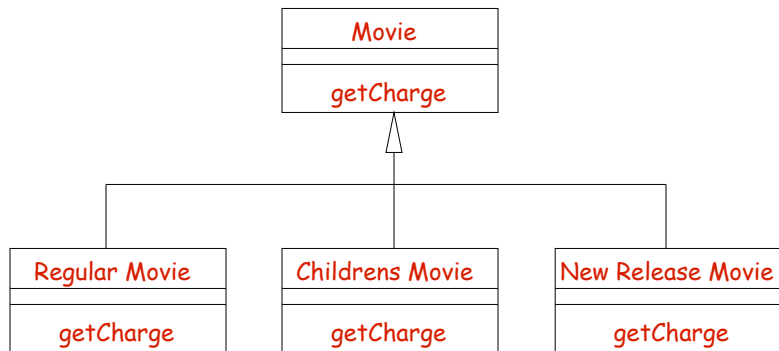 Movie
getCharge
Regular Movie
Childrens Movie
New Release Movie
getCharge
getCharge
getCharge